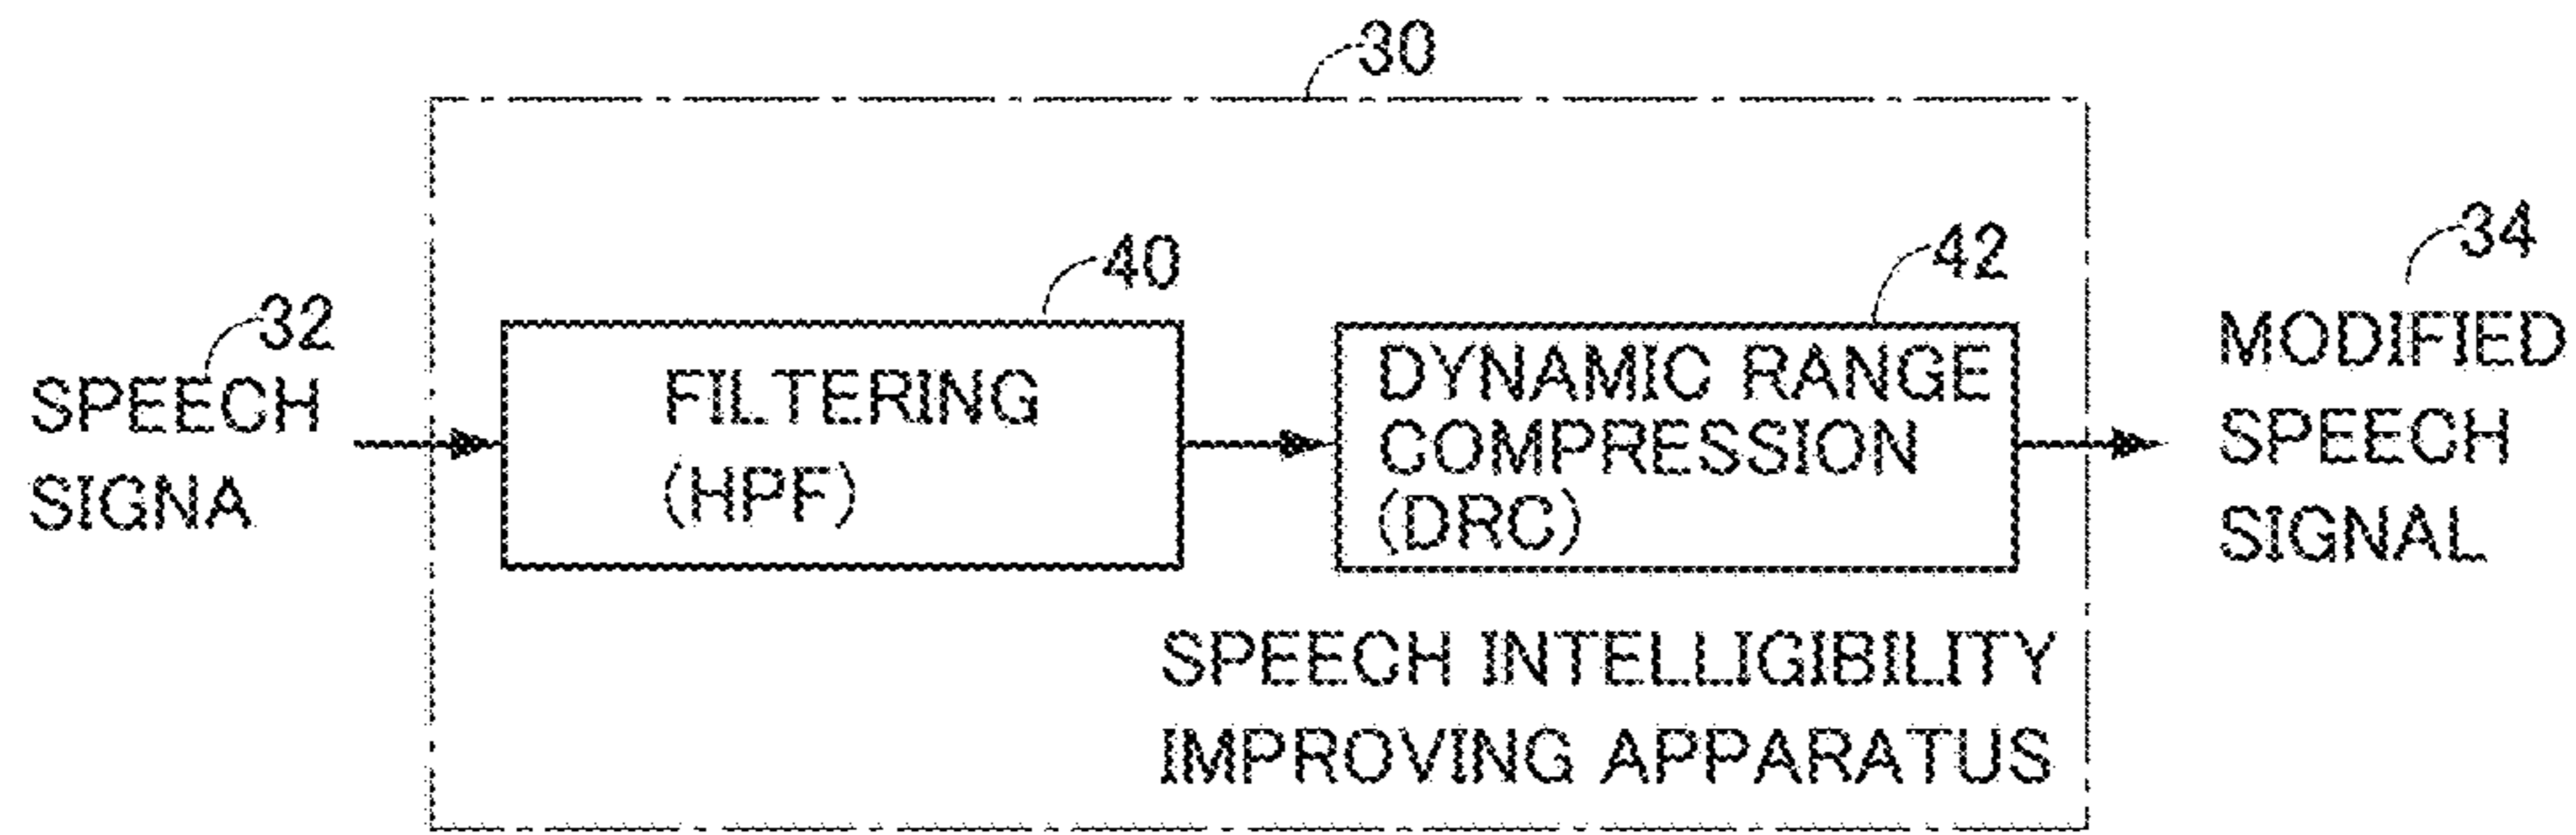 30
32
SPEECH
SIGNA
40
FILTERING
(HPF)
42
DYNAMIC RANGE
COMPRESSION
(DRC)
34
MODIFIED
SPEECH
SIGNAL
SPEECH INTELLIGIBILITY
IMPROVING APPARATUS